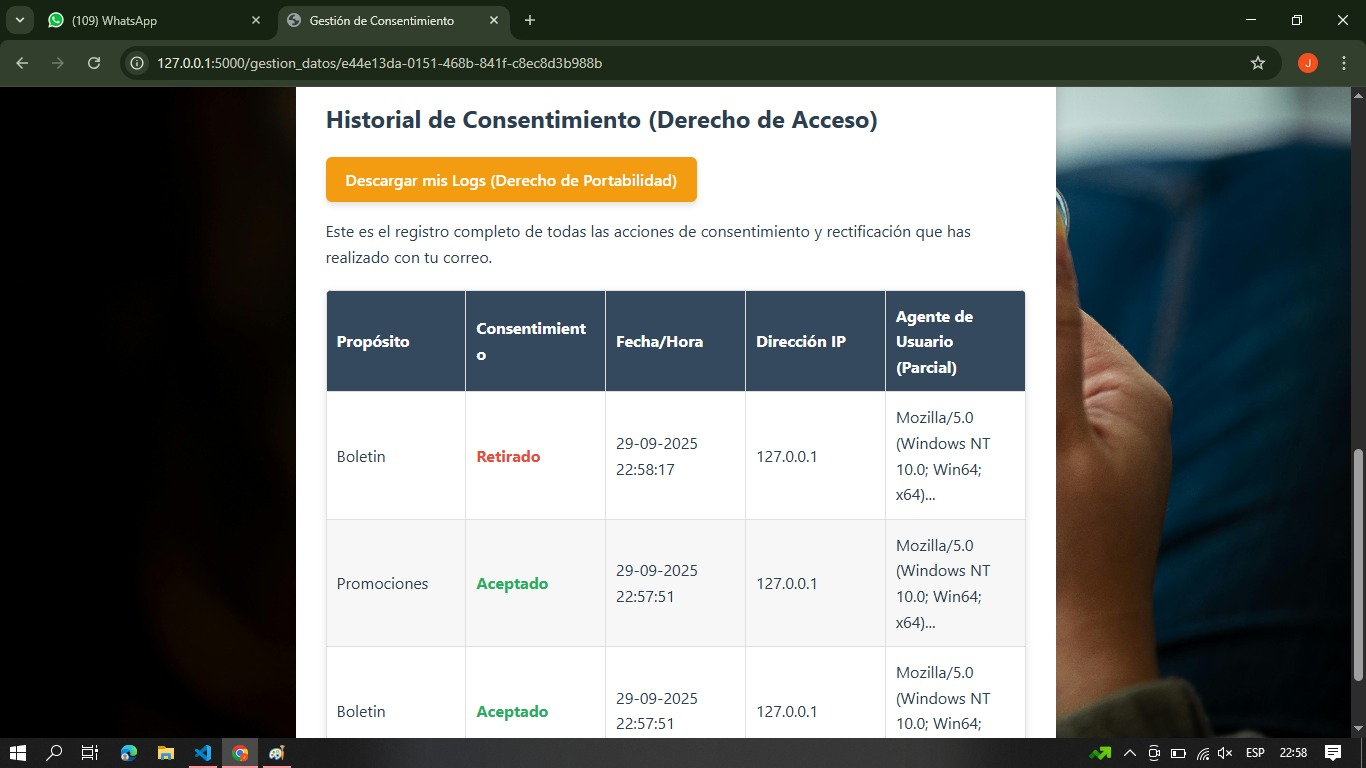 (109) WhatsApp
Gestión de Consentimiento
127.0.0.1:5000/gestion_datos/e44e13da-0151-468b-841f-c8ec8d3b988b
J
Historial de Consentimiento (Derecho de Acceso)
Descargar mis Logs (Derecho de Portabilidad)
Este es el registro completo de todas las acciones de consentimiento y rectificación que has
realizado con tu correo.
Propósito
Consentimient
o
Fecha/Hora
Dirección IP
Agente de
Usuario
(Parcial)
Boletin
Retirado
29-09-2025
22:58:17
127.0.0.1
Mozilla/5.0
(Windows NT
10.0; Win64;
x64)...
Promociones
Aceptado
29-09-2025
22:57:51
127.0.0.1
Mozilla/5.0
(Windows NT
10.0; Win64;
x64)...
Boletin
Aceptado
29-09-2025
22:57:51
127.0.0.1
Mozilla/5.0
(Windows NT
10.0; Win64;
ESP
22:58